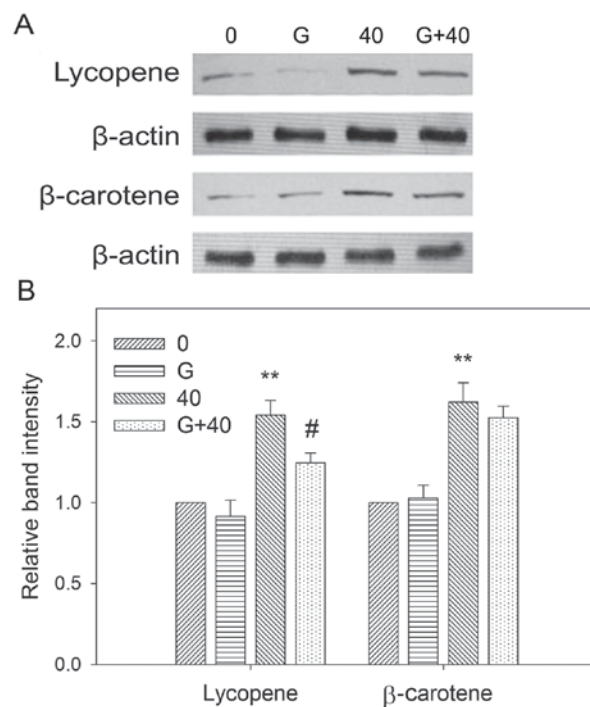 A
0 G 40 G+40
Lycopene
β-actin
β-carotene
β-actin
B
Relative band intensity
2.0
1.5
1.0
0.5
0.0
0
G
40
G+40
**
#
**
Lycopene β-carotene